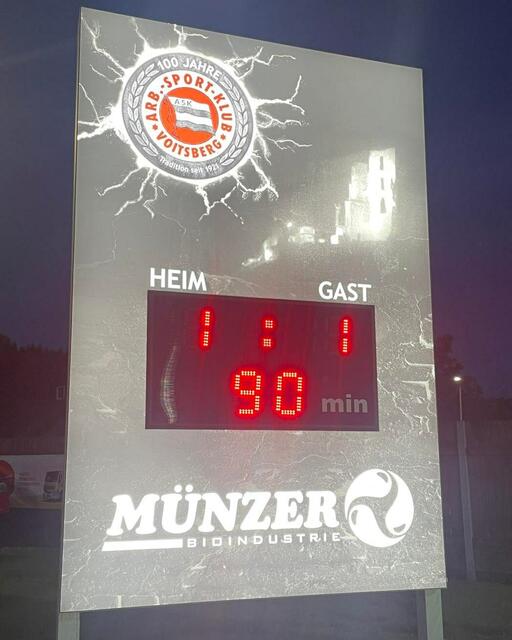 100 JAHRE
ARB.-SPORT-KLUB
ASK
VOITSBERG
Tradition seit 1921
HEIM GAST
1 : 1
90 min
MÜNZER
BIOINDUSTRIE